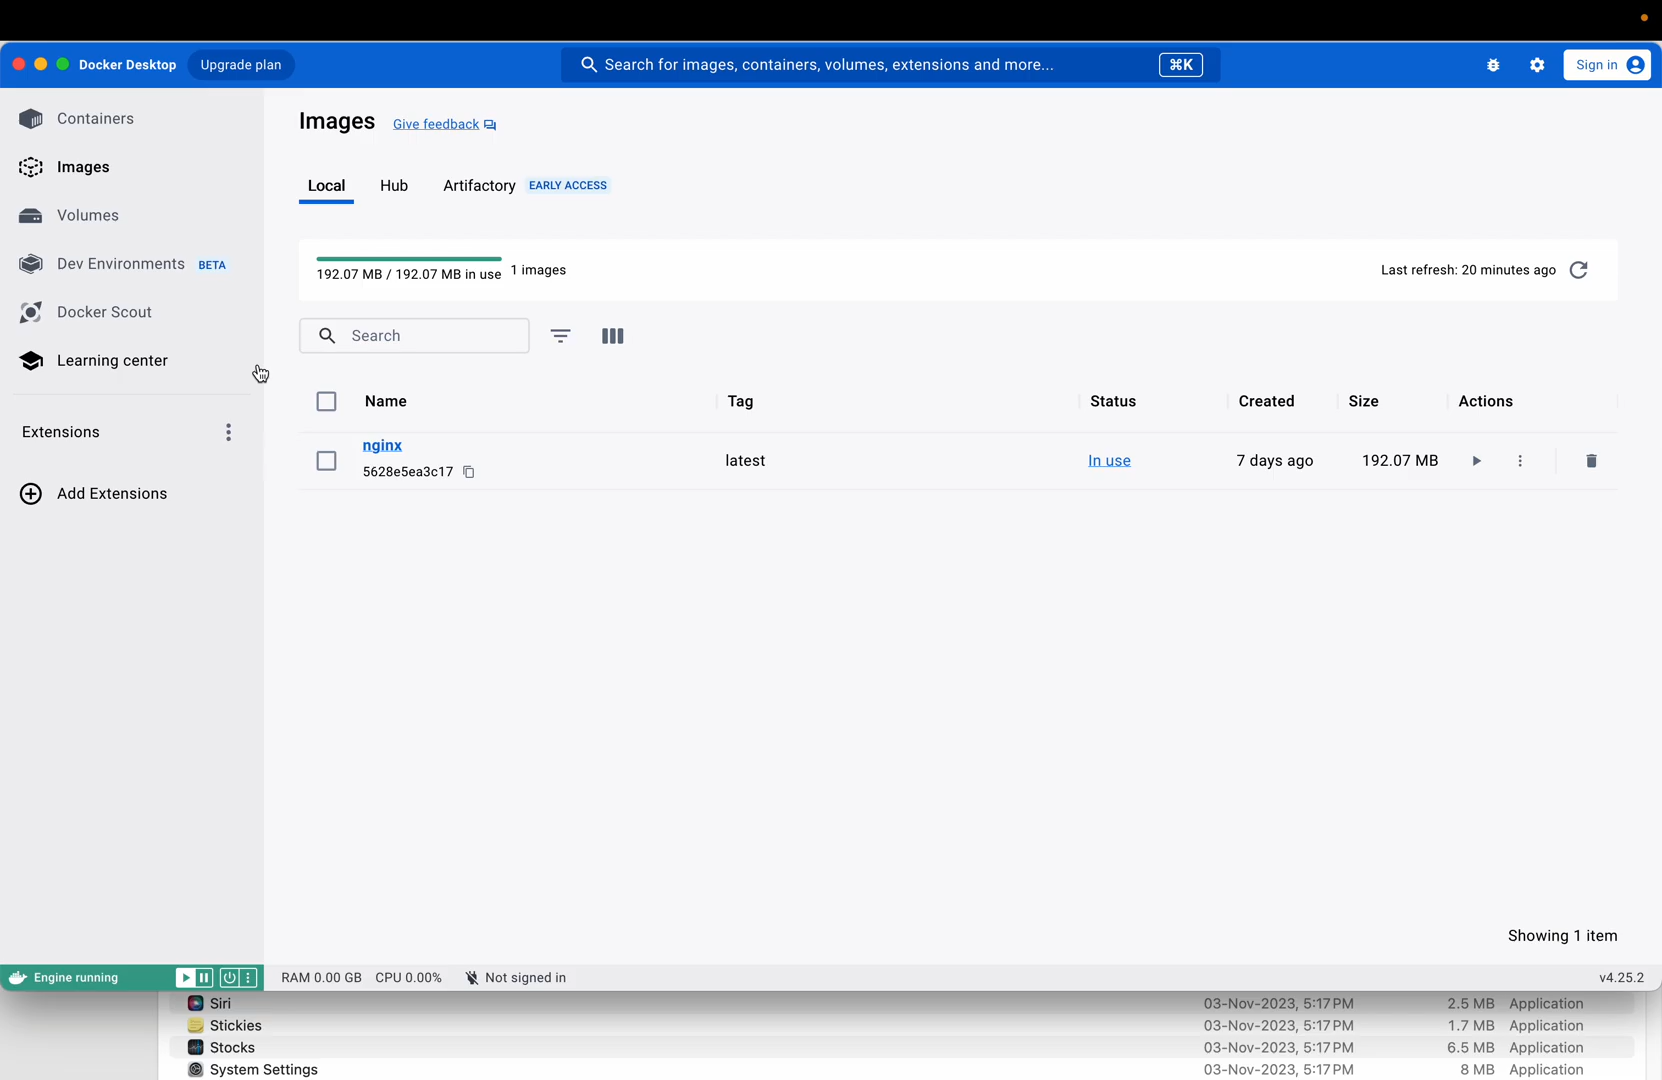 Docker Desktop Upgrade plan Search for images, containers, volumes, extensions and more... ⌘K Sign in
Containers
Images
Volumes
Dev Environments BETA
Docker Scout
Learning center
Extensions
Add Extensions
Images Give feedback
Local Hub Artifactory EARLY ACCESS
192.07 MB / 192.07 MB in use 1 images Last refresh: 20 minutes ago
Search
Name Tag Status Created Size Actions
nginx
5628e5ea3c17
latest In use 7 days ago 192.07 MB
Showing 1 item
Engine running RAM 0.00 GB CPU 0.00% Not signed in v4.25.2
Siri 03-Nov-2023, 5:17 PM 2.5 MB Application
Stickies 03-Nov-2023, 5:17 PM 1.7 MB Application
Stocks 03-Nov-2023, 5:17 PM 6.5 MB Application
System Settings 03-Nov-2023, 5:17 PM 8 MB Application